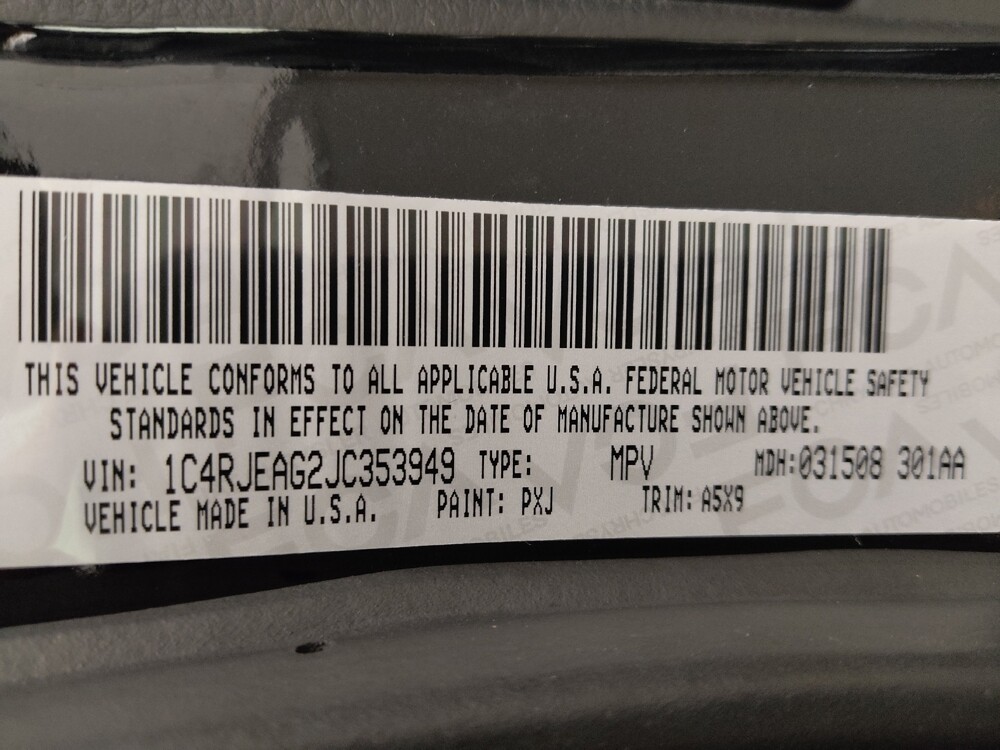 THIS VEHICLE CONFORMS TO ALL APPLICABLE U.S.A. FEDERAL MOTOR VEHICLE SAFETY
STANDARDS IN EFFECT ON THE DATE OF MANUFACTURE SHOWN ABOVE.
VIN: 1C4RJEAG2JC353949 TYPE: MPV MDH:031508 301AA
VEHICLE MADE IN U.S.A. PAINT: PXJ TRIM: A5X9